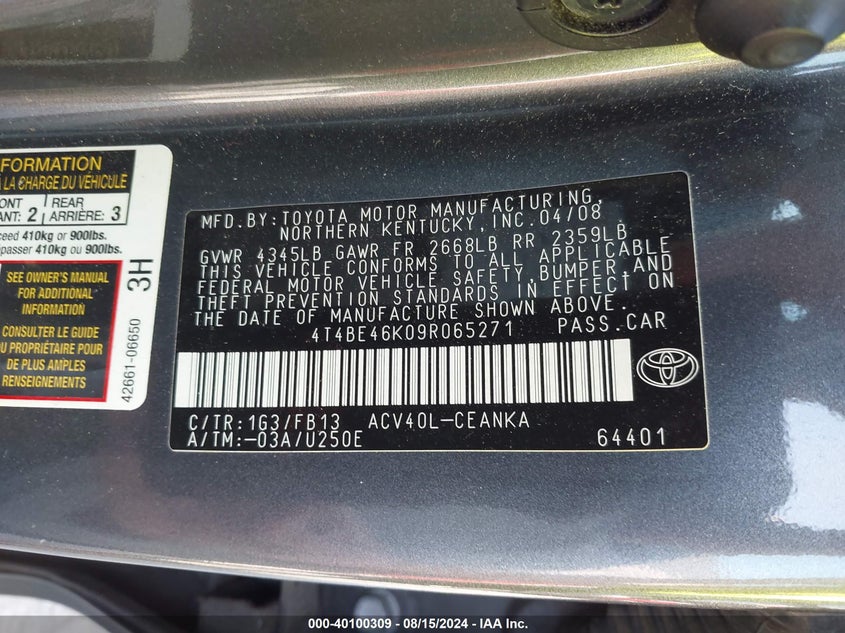 FORMATION
LA CHARGE DU VÉHICULE
ONT
ANT: 2
REAR
ARRIÈRE: 3
ceed 410kg or 900lbs.
passer 410kg ou 900lbs.
SEE OWNER'S MANUAL
FOR ADDITIONAL
INFORMATION
CONSULTER LE GUIDE
DU PROPRIÉTAIRE POUR
DE PLUS AMPLES
RENSEIGNEMENTS
42661-06650 3H
MFD.BY:TOYOTA MOTOR MANUFACTURING,
NORTHERN KENTUCKY,INC.04/08
GVWR 4345LB GAWR FR 2668LB RR 2359LB
THIS VEHICLE CONFORMS TO ALL APPLICABLE
FEDERAL MOTOR VEHICLE SAFETY,BUMPER,AND
THEFT PREVENTION STANDARDS IN EFFECT ON
THE DATE OF MANUFACTURE SHOWN ABOVE.
4T4BE46K09R065271 PASS.CAR
C/TR:1G3/FB13 ACV40L-CEANKA
A/TM:-03A/U250E 64401
000-40100309 - 08/15/2024 - IAA Inc.